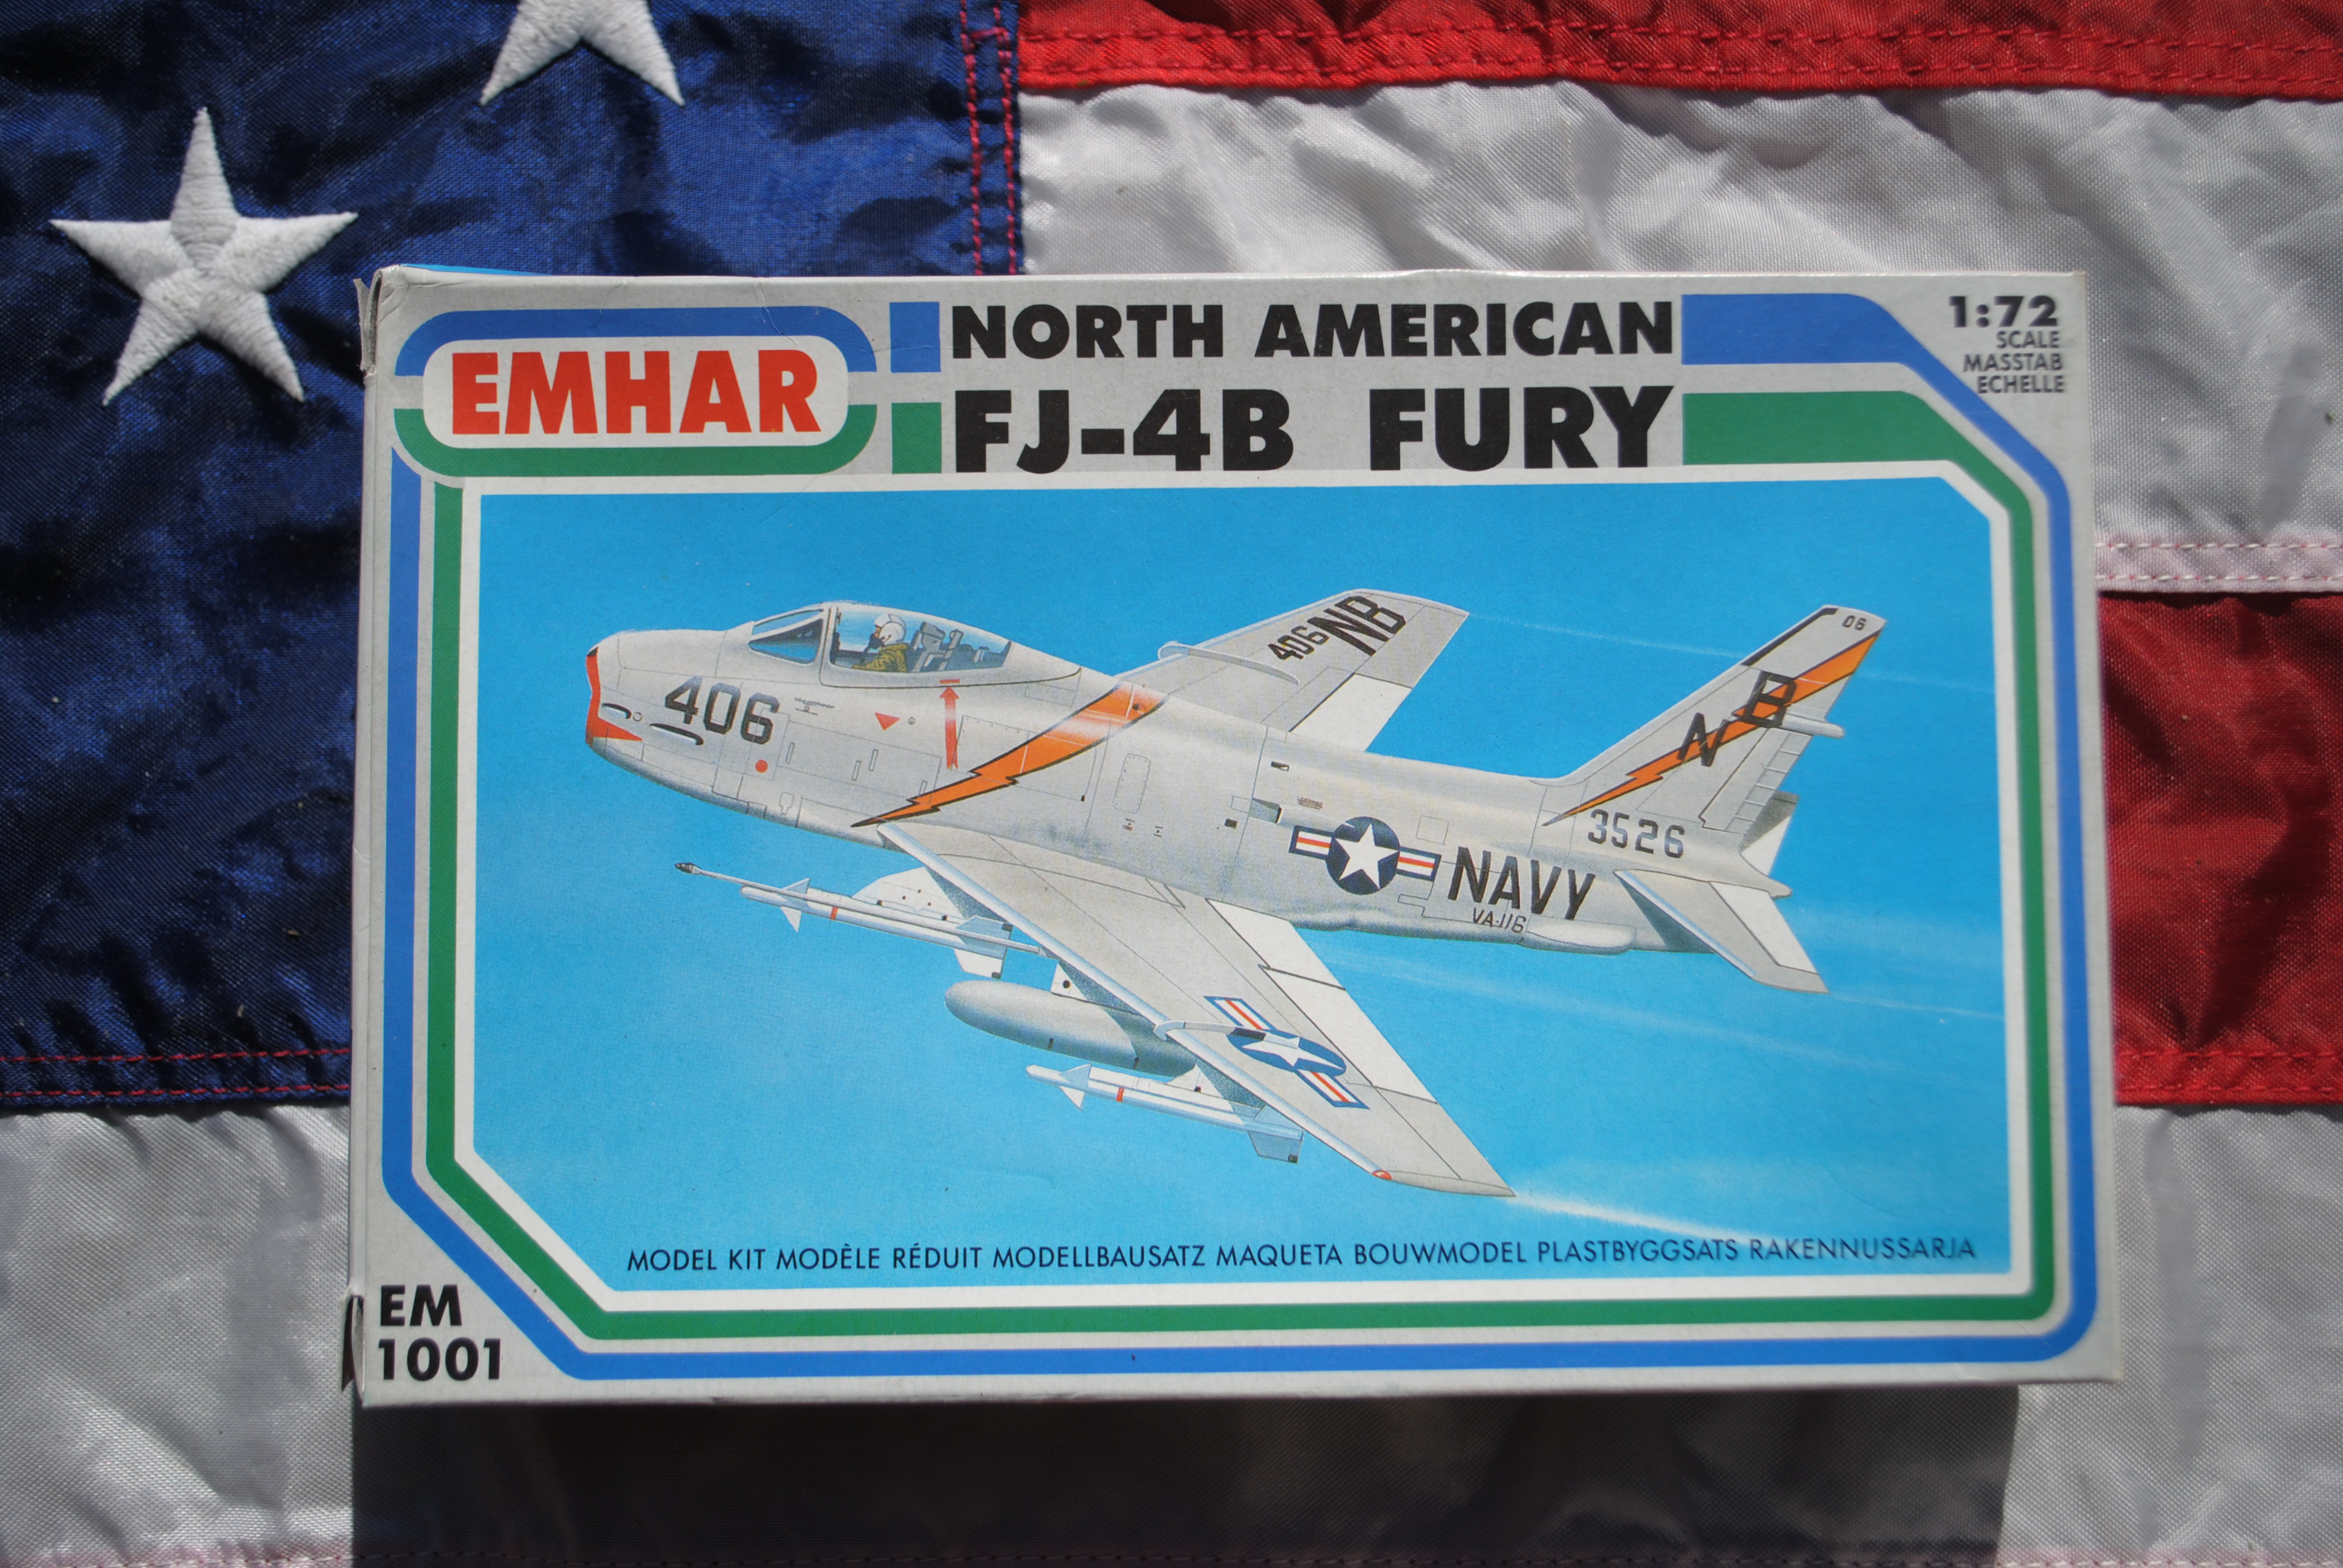 EMHAR
NORTH AMERICAN
FJ-4B FURY
1:72
SCALE
MASSTAB
ECHELLE
406
406 NB
06
NB
3526
NAVY
VA-116
MODEL KIT MODÈLE RÉDUIT MODELLBAUSATZ MAQUETA BOUWMODEL PLASTBYGGSATS RAKENNUSSARJA
EM
1001